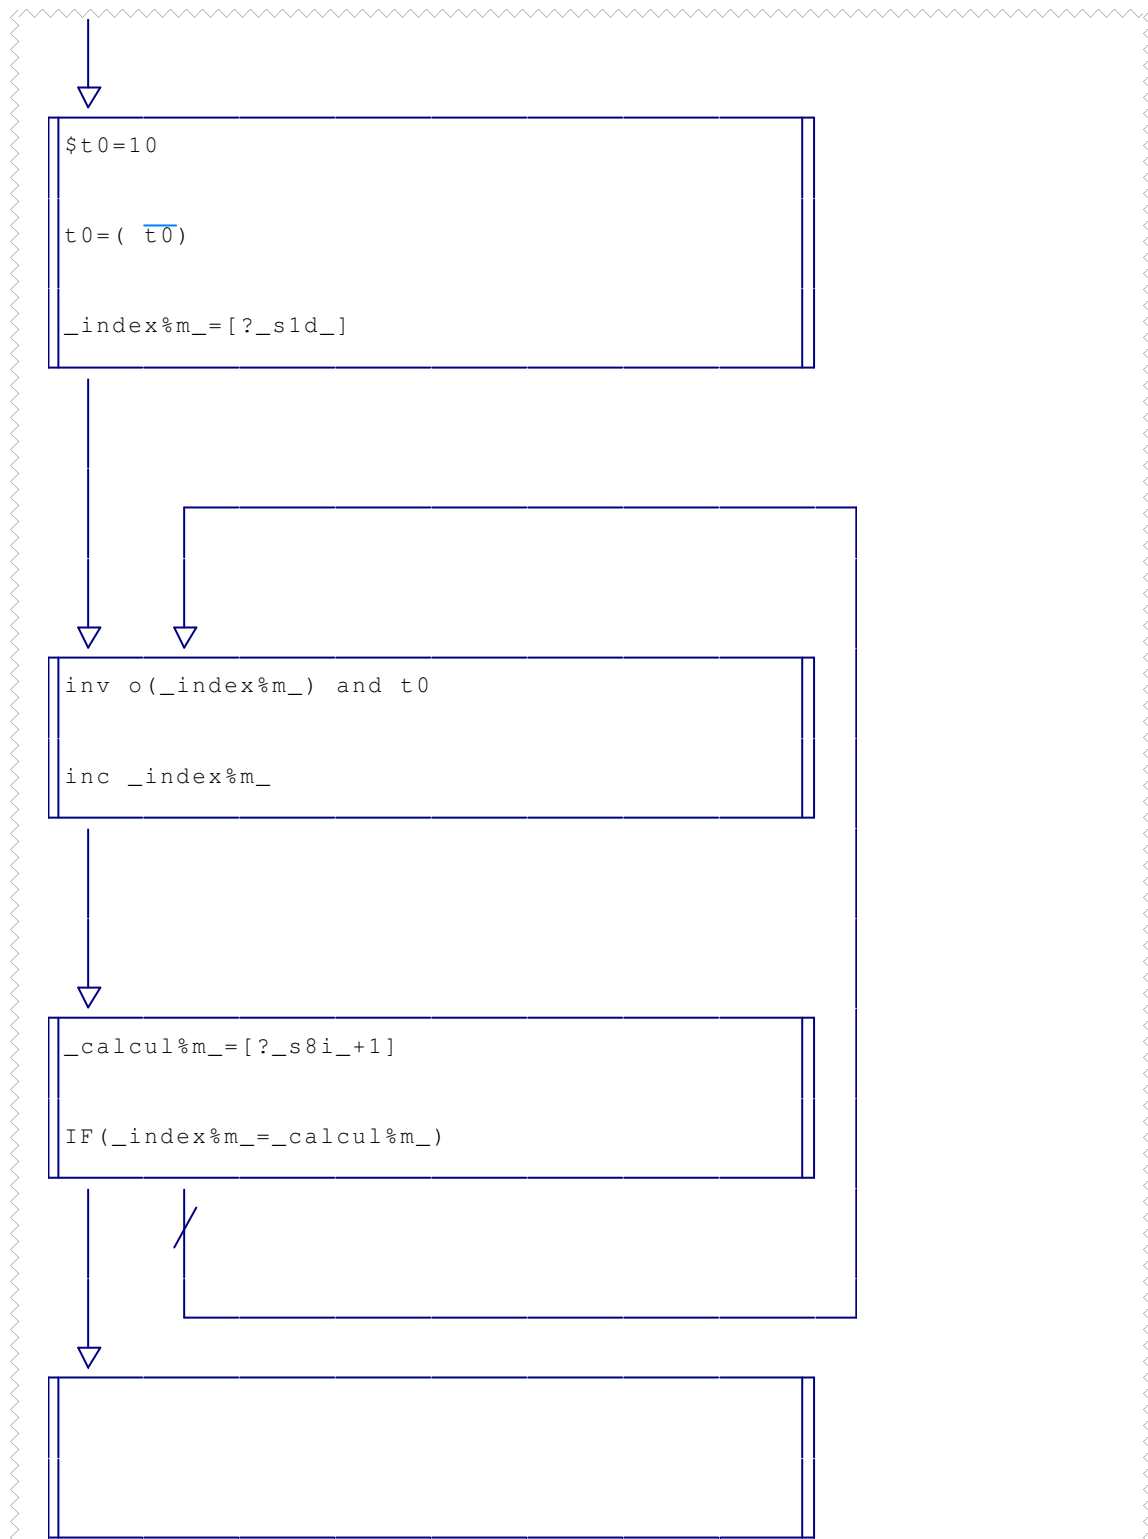 $t0=10
t0=( t̅0̅)
_index%m_=[?_s1d_]
inv o(_index%m_) and t0
inc _index%m_
_calcul%m_=[?_s8i_+1]
IF(_index%m_=_calcul%m_)